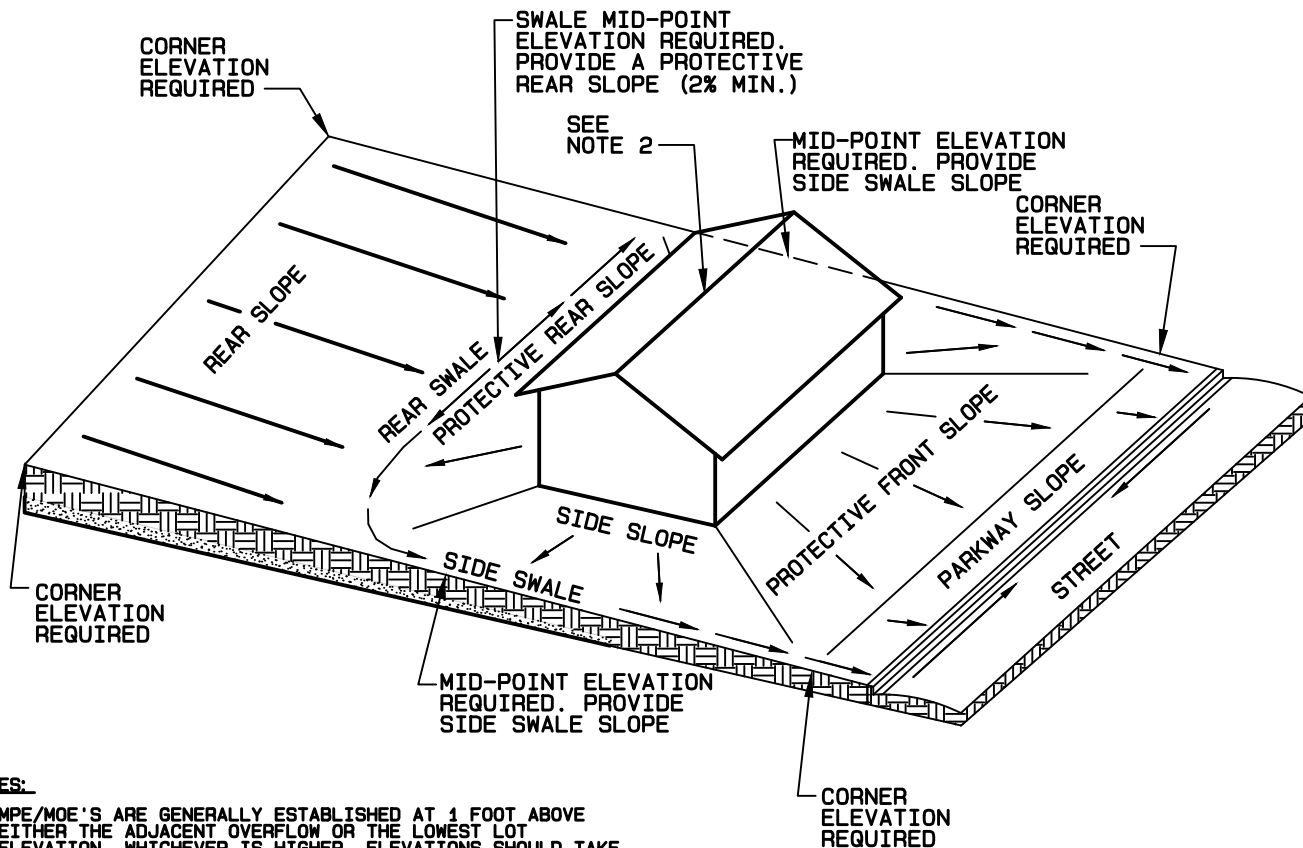 SWALE MID-POINT
ELEVATION REQUIRED.
PROVIDE A PROTECTIVE
REAR SLOPE (2% MIN.)
CORNER
ELEVATION
REQUIRED
SEE
NOTE 2
MID-POINT ELEVATION
REQUIRED. PROVIDE
SIDE SWALE SLOPE
CORNER
ELEVATION
REQUIRED
REAR SLOPE
REAR SWALE
PROTECTIVE REAR SLOPE
PROTECTIVE FRONT SLOPE
PARKWAY SLOPE
STREET
SIDE SLOPE
SIDE SWALE
CORNER
ELEVATION
REQUIRED
MID-POINT ELEVATION
REQUIRED. PROVIDE
SIDE SWALE SLOPE
CORNER
ELEVATION
REQUIRED
ES:
MPE/MOE'S ARE GENERALLY ESTABLISHED AT 1 FOOT ABOVE
EITHER THE ADJACENT OVERFLOW OR THE LOWEST LOT
ELEVATION, WHICHEVER IS HIGHER. ELEVATIONS SHOULD TAKE